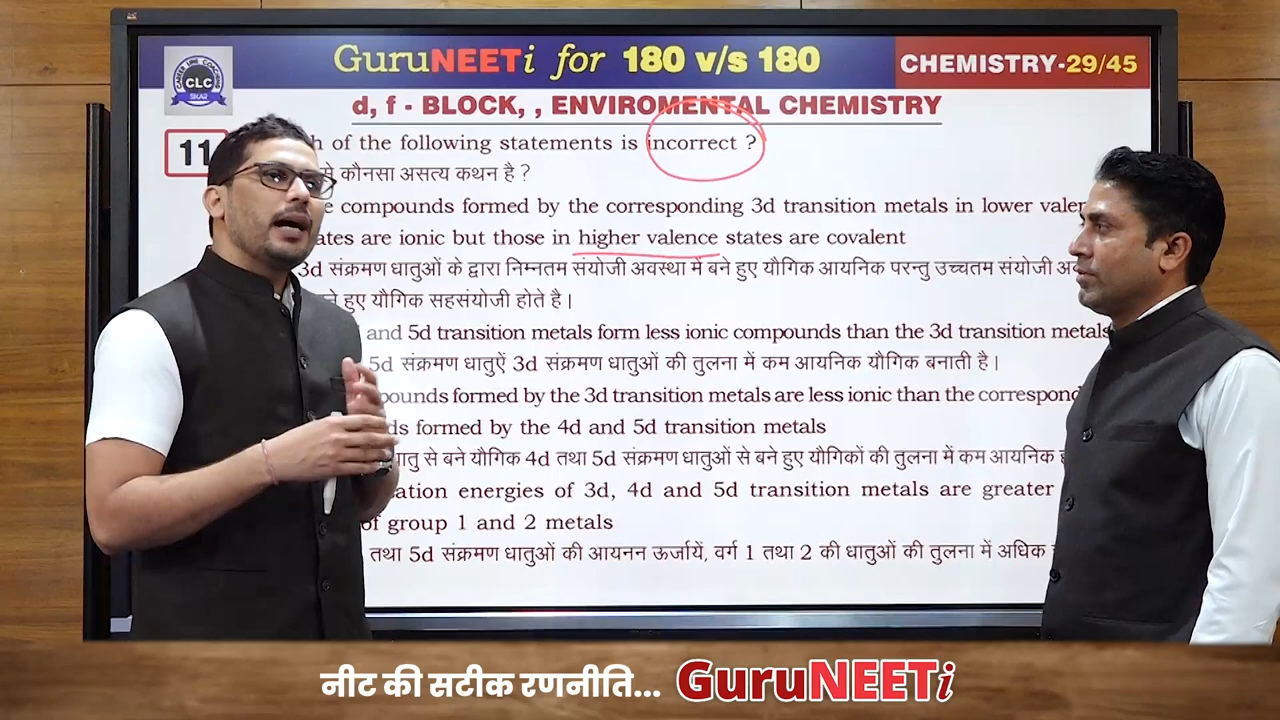 GuruNEETi for 180 v/s 180
CHEMISTRY-29/45
CLC
SIKAR
d, f - BLOCK, , ENVIROMENTAL CHEMISTRY
11
of the following statements is incorrect ?
से कौनसा असत्य कथन है ?
compounds formed by the corresponding 3d transition metals in lower
are ionic but those in higher valence states are covalent
3d संक्रमण धातुओं के द्वारा निम्नतम संयोजी अवस्था में बने हुए यौगिक आयनिक परन्तु उच्चतम संयोजी
हुए यौगिक सहसंयोजी होते है।
and 5d transition metals form less ionic compounds than the 3d transition metals
5d संक्रमण धातुऐं 3d संक्रमण धातुओं की तुलना में कम आयनिक यौगिक बनाती है।
formed by the 3d transition metals are less ionic than the
formed by the 4d and 5d transition metals
से बने यौगिक 4d तथा 5d संक्रमण धातुओं से बने हुए यौगिकों की तुलना में कम आयनिक
energies of 3d, 4d and 5d transition metals are greater
of group 1 and 2 metals
तथा 5d संक्रमण धातुओं की आयनन ऊर्जायें, वर्ग 1 तथा 2 की धातुओं की तुलना में अधिक
नीट की सटीक रणनीति... GuruNEETi